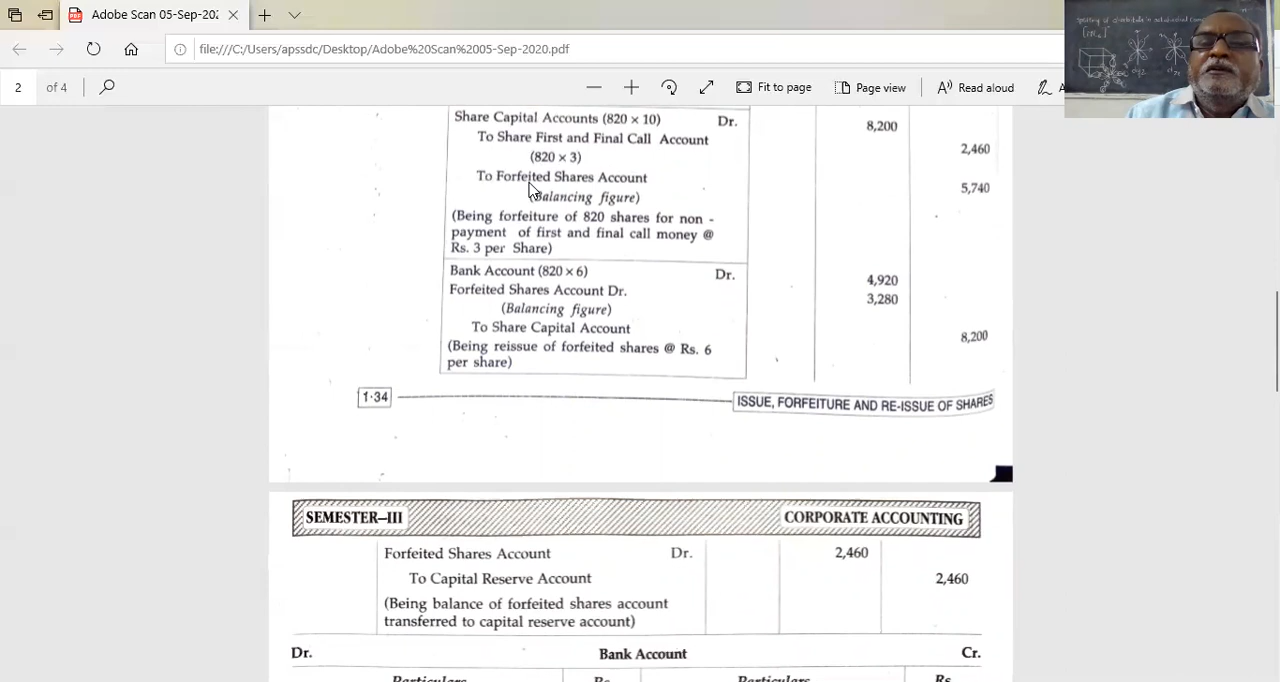 Adobe Scan 05-Sep-202
file:///C:/Users/apssdc/Desktop/Adobe%20Scan%2005-Sep-2020.pdf
2 of 4
Fit to page
Page view
Read aloud
Share Capital Accounts (820 × 10) Dr. 8,200
To Share First and Final Call Account 2,460
(820 × 3)
To Forfeited Shares Account 5,740
(Balancing figure)
(Being forfeiture of 820 shares for non -
payment of first and final call money @
Rs. 3 per Share)
Bank Account (820 × 6) Dr. 4,920
Forfeited Shares Account Dr. 3,280
(Balancing figure)
To Share Capital Account 8,200
(Being reissue of forfeited shares @ Rs. 6
per share)
1·34 ISSUE, FORFEITURE AND RE-ISSUE OF SHARES
SEMESTER–III CORPORATE ACCOUNTING
Forfeited Shares Account Dr. 2,460
To Capital Reserve Account 2,460
(Being balance of forfeited shares account
transferred to capital reserve account)
Dr. Bank Account Cr.
Particulars Rs. Particulars Rs.